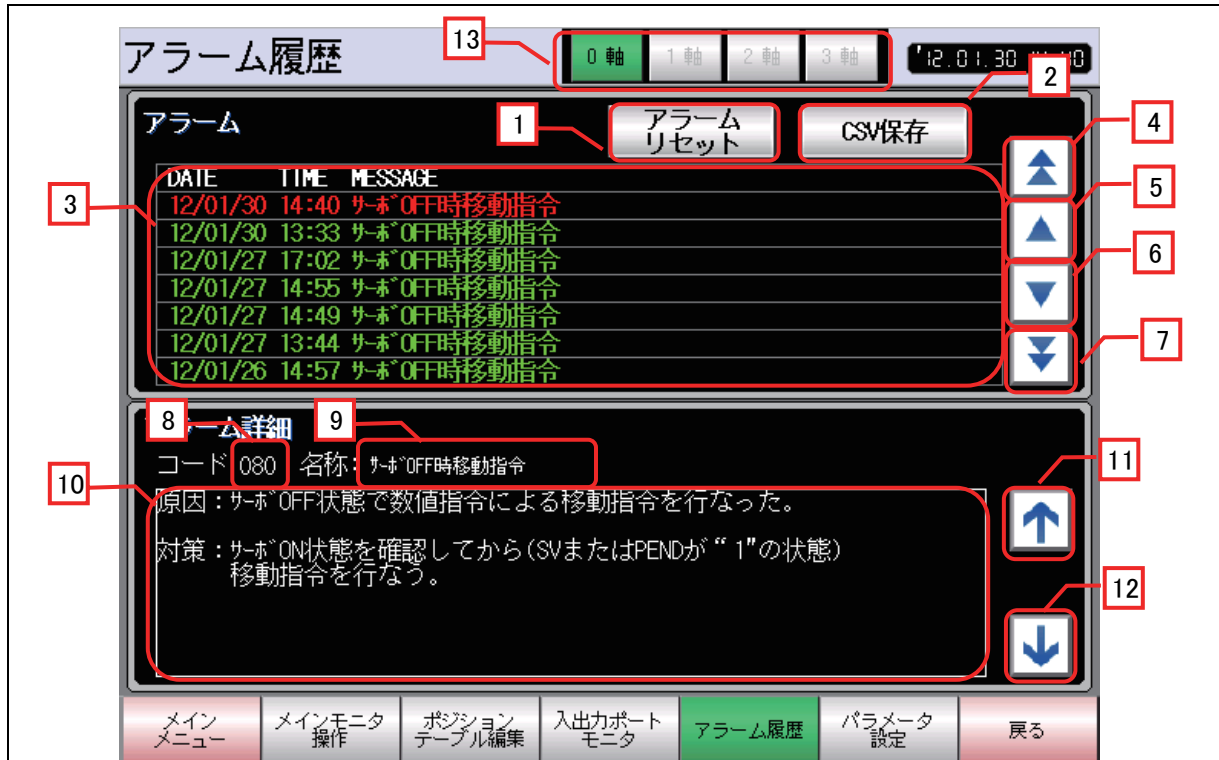 アラーム履歴
13
0 軸
1 軸
2 軸
3 軸
'12.01.30
2
アラーム
1
アラーム
リセット
CSV保存
4
5
6
7
3
DATE TIME MESSAGE
12/01/30 14:40 ｻｰﾎﾞOFF時移動指令
12/01/30 13:33 ｻｰﾎﾞOFF時移動指令
12/01/27 17:02 ｻｰﾎﾞOFF時移動指令
12/01/27 14:55 ｻｰﾎﾞOFF時移動指令
12/01/27 14:49 ｻｰﾎﾞOFF時移動指令
12/01/27 13:44 ｻｰﾎﾞOFF時移動指令
12/01/26 14:57 ｻｰﾎﾞOFF時移動指令
8
ーム詳細
9
コード 080 名称：ｻｰﾎﾞOFF時移動指令
10
11
原因：ｻｰﾎﾞOFF状態で数値指令による移動指令を行なった。
対策：ｻｰﾎﾞON状態を確認してから(SVまたはPENDが“1"の状態)
移動指令を行なう。
12
メイン
メニュー
メインモニタ
操作
ポジション
テーブル編集
入出力ポート
モニタ
アラーム履歴
パラメータ
設定
戻る